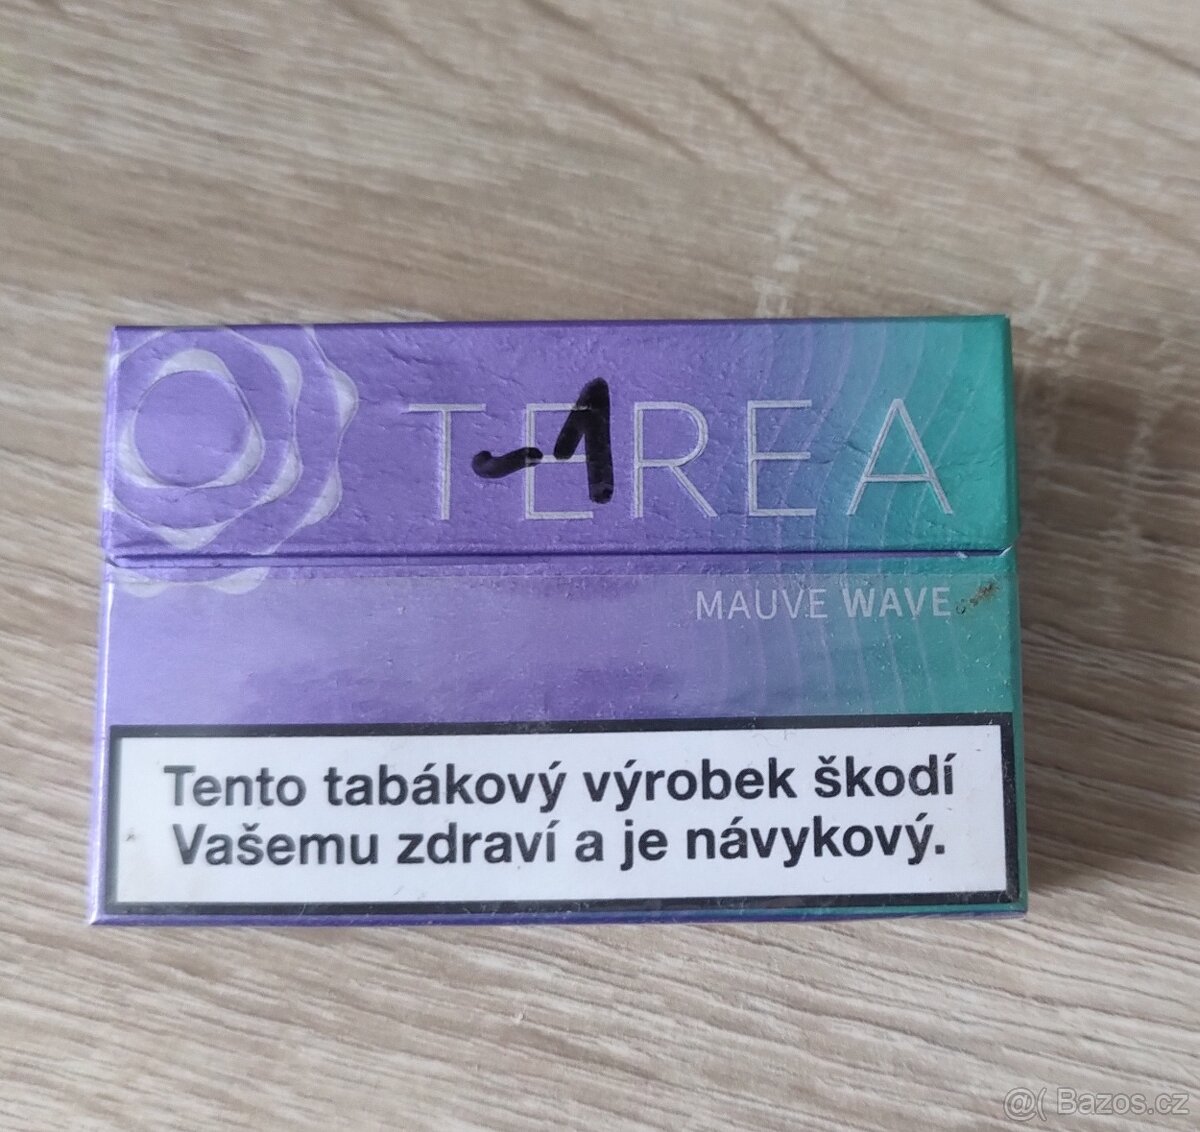 TEREA
-1
MAUVE WAVE
Tento tabákový výrobek škodí
Vašemu zdraví a je návykový.
@( Bazos.cz